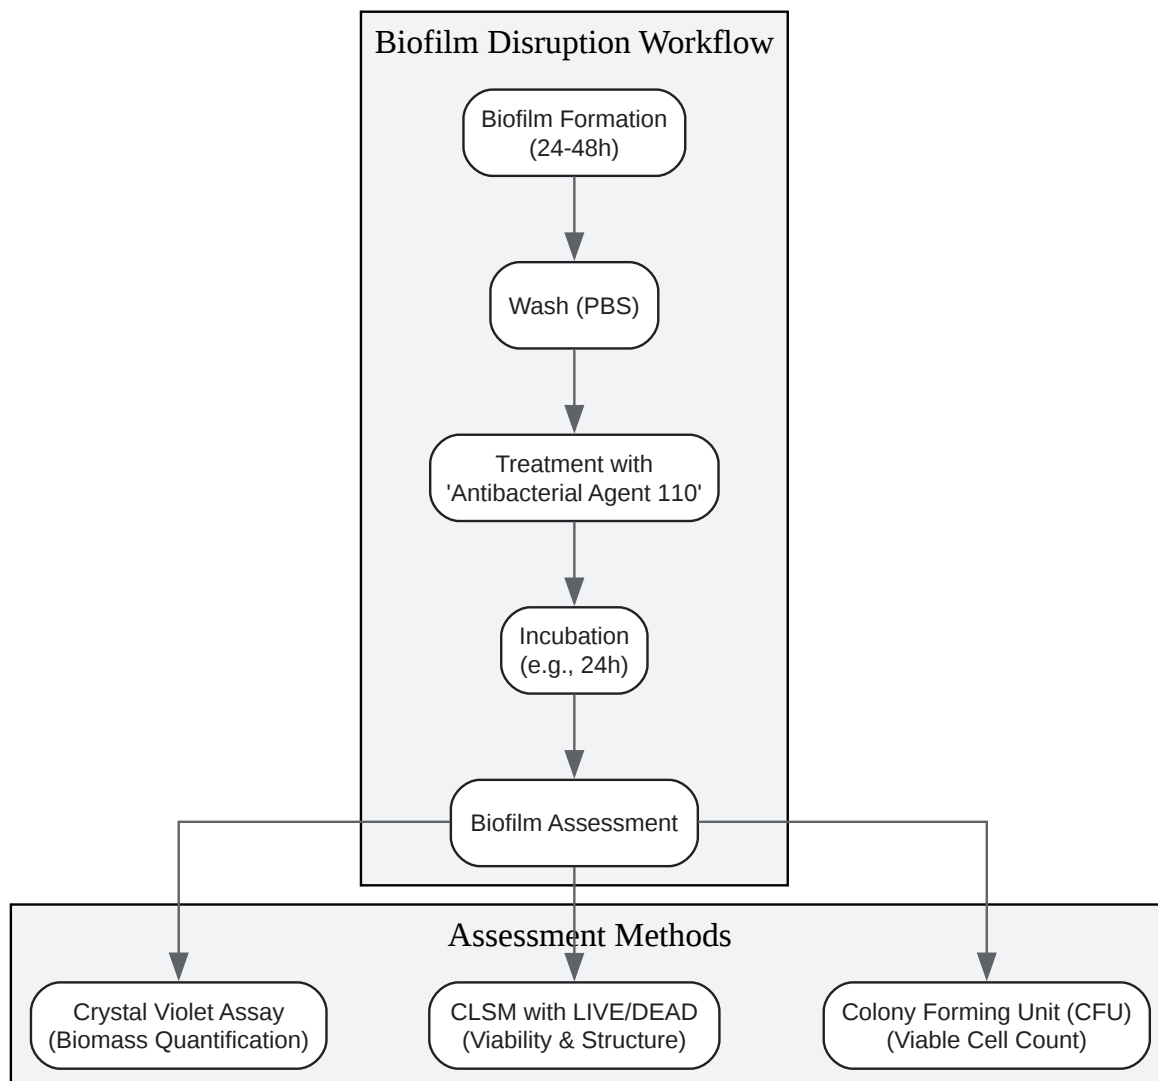 Biofilm Disruption Workflow
Biofilm Formation
(24-48h)
Wash (PBS)
Treatment with
'Antibacterial Agent 110'
Incubation
(e.g., 24h)
Biofilm Assessment
Assessment Methods
Crystal Violet Assay
(Biomass Quantification)
CLSM with LIVE/DEAD
(Viability & Structure)
Colony Forming Unit (CFU)
(Viable Cell Count)